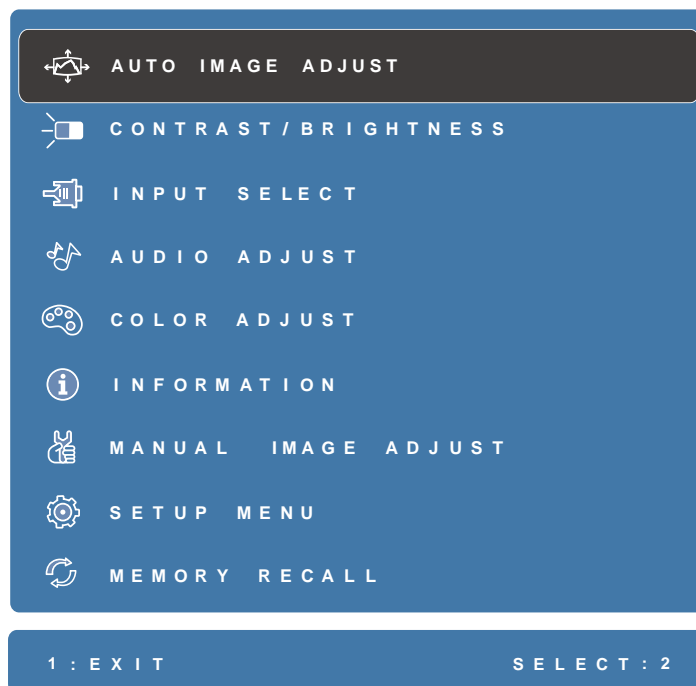 AUTO IMAGE ADJUST
CONTRAST/BRIGHTNESS
INPUT SELECT
AUDIO ADJUST
COLOR ADJUST
INFORMATION
MANUAL IMAGE ADJUST
SETUP MENU
MEMORY RECALL
1:EXIT SELECT:2